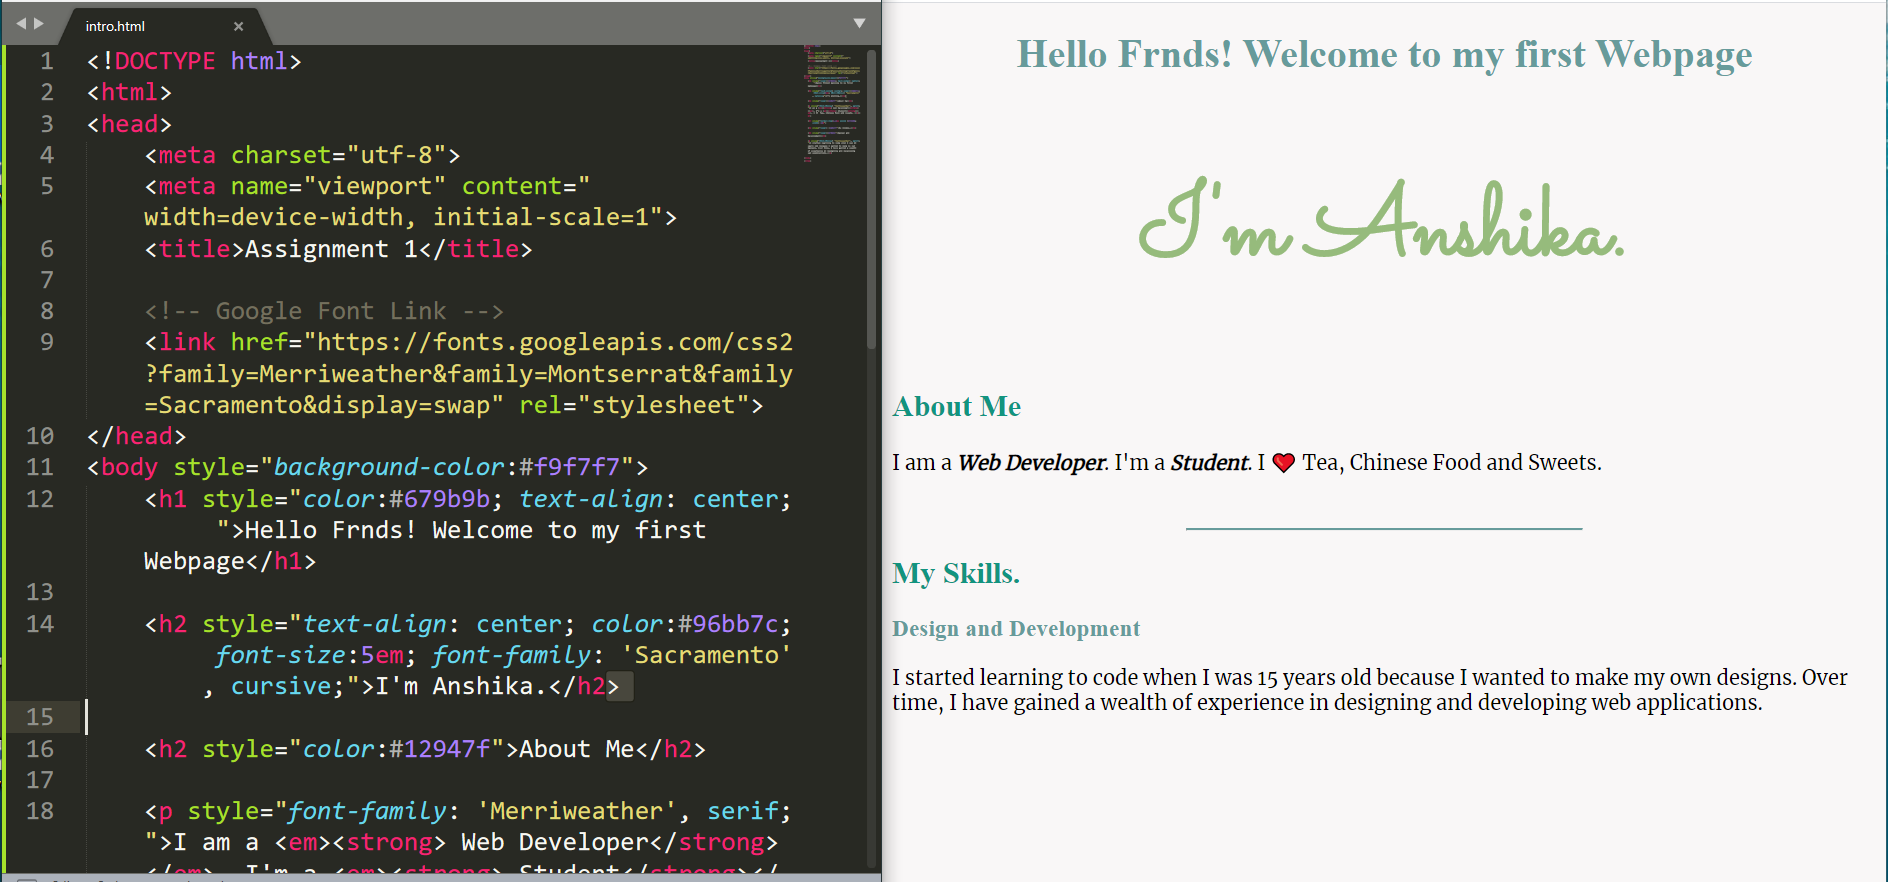 intro.html ×
1 <!DOCTYPE html>
2 <html>
3 <head>
4 <meta charset="utf-8">
5 <meta name="viewport" content="
width=device-width, initial-scale=1">
6 <title>Assignment 1</title>
7
8 <!-- Google Font Link -->
9 <link href="https://fonts.googleapis.com/css2
?family=Merriweather&family=Montserrat&family
=Sacramento&display=swap" rel="stylesheet">
10 </head>
11 <body style="background-color:#f9f7f7">
12 <h1 style="color:#679b9b; text-align: center;
">Hello Frnds! Welcome to my first
Webpage</h1>
13
14 <h2 style="text-align: center; color:#96bb7c;
font-size:5em; font-family: 'Sacramento'
, cursive;">I'm Anshika.</h2>
15
16 <h2 style="color:#12947f">About Me</h2>
17
18 <p style="font-family: 'Merriweather', serif;
">I am a <em><strong> Web Developer</strong>
</em>. I'm a <em><strong> Student</strong></
Hello Frnds! Welcome to my first Webpage
I'm Anshika.
About Me
I am a Web Developer. I'm a Student. I ❤ Tea, Chinese Food and Sweets.
My Skills.
Design and Development
I started learning to code when I was 15 years old because I wanted to make my own designs. Over
time, I have gained a wealth of experience in designing and developing web applications.